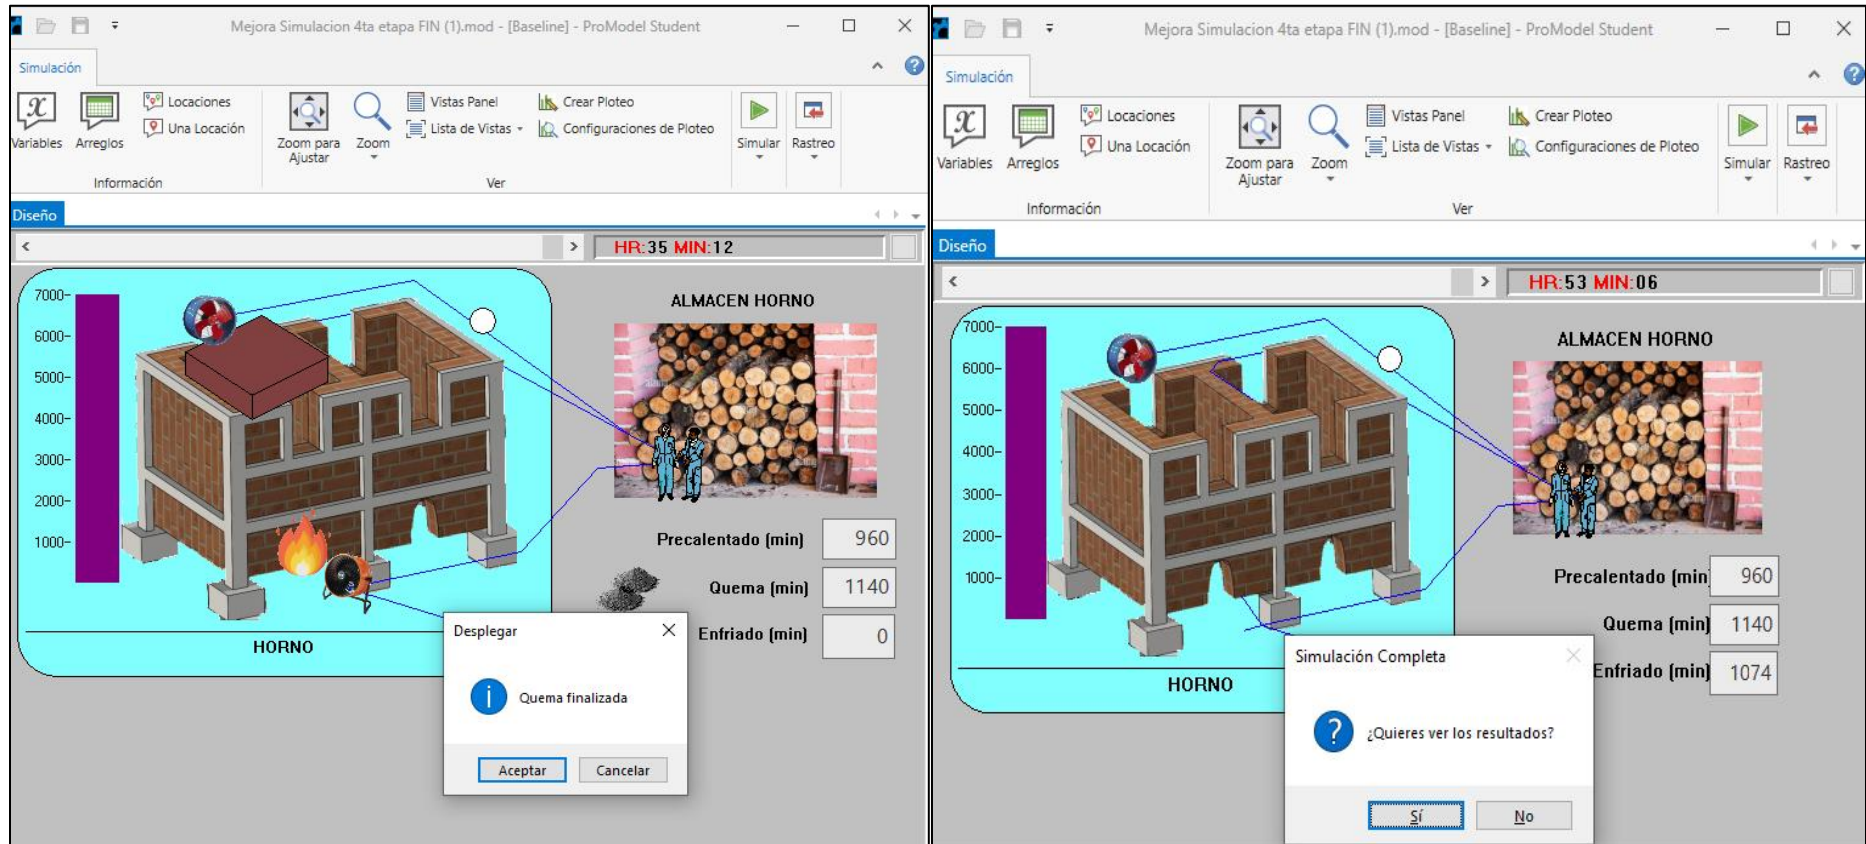 Mejora Simulacion 4ta etapa FIN (1).mod - [Baseline] - ProModel Student
Simulación
Variables
Arreglos
Locaciones
Una Locación
Información
Zoom para
Ajustar
Zoom
Vistas Panel
Lista de Vistas
Crear Ploteo
Configuraciones de Ploteo
Ver
Simular
Rastreo
Diseño
HR:35 MIN:12
7000-
6000-
5000-
4000-
3000-
2000-
1000-
ALMACEN HORNO
Precalentado (min) 960
Quema (min) 1140
Enfriado (min) 0
HORNO
Desplegar
Quema finalizada
Aceptar
Cancelar
Mejora Simulacion 4ta etapa FIN (1).mod - [Baseline] - ProModel Student
Simulación
Variables
Arreglos
Locaciones
Una Locación
Información
Zoom para
Ajustar
Zoom
Vistas Panel
Lista de Vistas
Crear Ploteo
Configuraciones de Ploteo
Ver
Simular
Rastreo
Diseño
HR:53 MIN:06
7000-
6000-
5000-
4000-
3000-
2000-
1000-
ALMACEN HORNO
Precalentado (min 960
Quema (min) 1140
Enfriado (min) 1074
HORNO
Simulación Completa
¿Quieres ver los resultados?
Sí
No